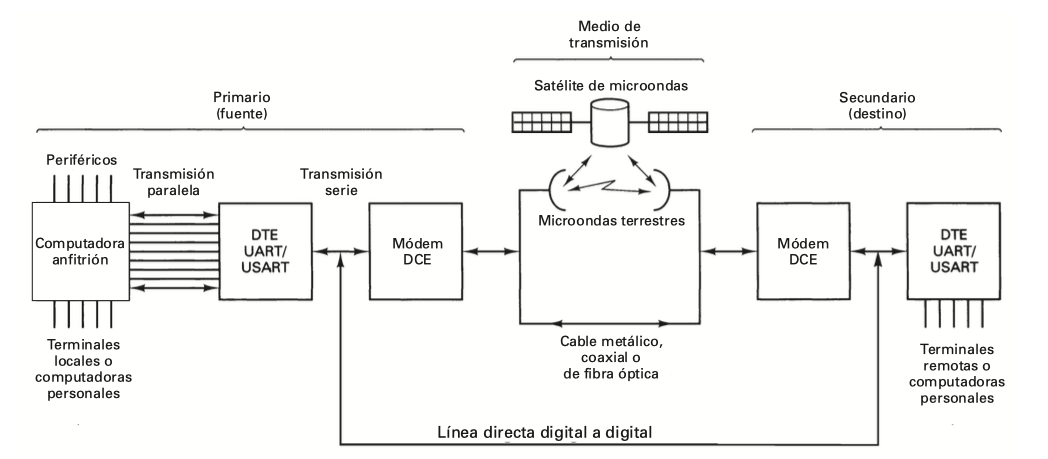 Medio de
transmisión
Satélite de microondas
Primario
(fuente)
Secundario
(destino)
Periféricos
Transmisión
paralela
Transmisión
serie
Microondas terrestres
Computadora
anfitrión
DTE
UART/
USART
Módem
DCE
Módem
DCE
DTE
UART/
USART
Cable metálico,
coaxial o
de fibra óptica
Terminales
locales o
computadoras
personales
Terminales
remotas o
computadoras
personales
Línea directa digital a digital